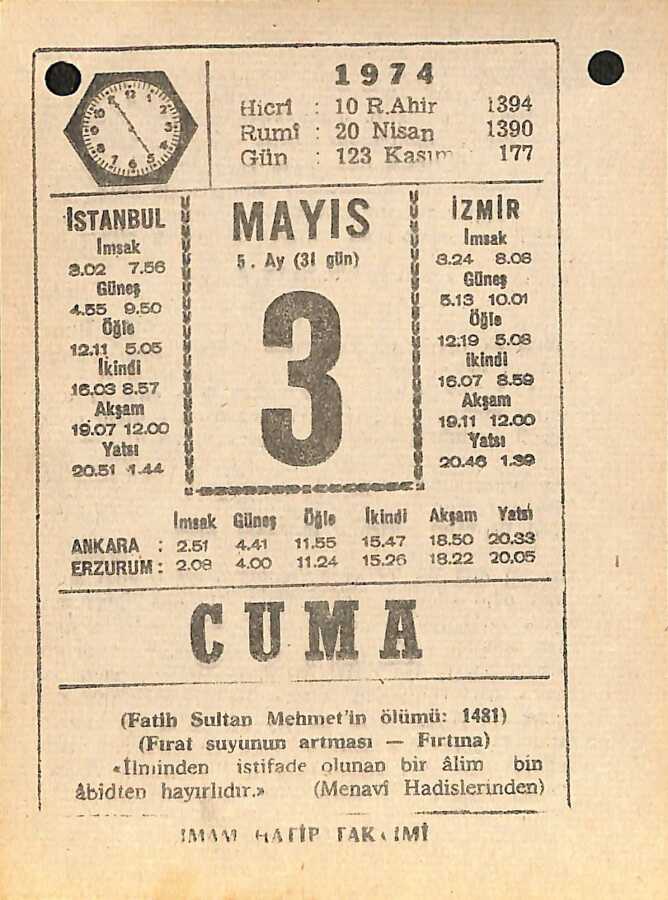 1974
Hicrî : 10 R.Ahir 1394
Rumî : 20 Nisan 1390
Gün : 123 Kasım 177
İSTANBUL
İmsak
3.02 7.56
Güneş
4.55 9.50
Öğle
12.11 5.05
İkindi
16.03 8.57
Akşam
19.07 12.00
Yatsı
20.51 1.44
MAYIS
5. Ay (31 gün)
3
İZMİR
İmsak
3.24 8.06
Güneş
5.13 10.01
Öğle
12.19 5.08
İkindi
16.07 8.59
Akşam
19.11 12.00
Yatsı
20.46 1.39
İmsak Güneş Öğle İkindi Akşam Yatsı
ANKARA : 2.51 4.41 11.55 15.47 18.50 20.33
ERZURUM : 2.08 4.00 11.24 15.26 18.22 20.05
CUMA
(Fatih Sultan Mehmet'in ölümü: 1481)
(Fırat suyunun artması — Fırtına)
«İlminden istifade olunan bir âlim bin
âbidten hayırlıdır.» (Menavî Hadislerinden)
İMAM HATİP TAKVİMİ